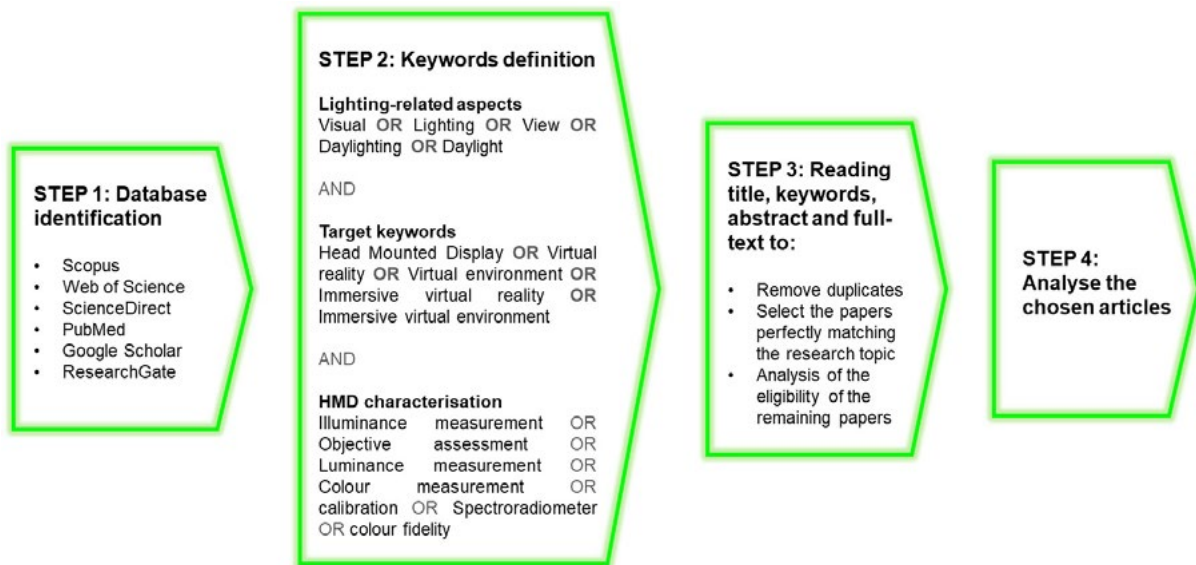 STEP 1: Database
identification
• Scopus
• Web of Science
• ScienceDirect
• PubMed
• Google Scholar
• ResearchGate
STEP 2: Keywords definition
Lighting-related aspects
Visual OR Lighting OR View OR
Daylighting OR Daylight
AND
Target keywords
Head Mounted Display OR Virtual
reality OR Virtual environment OR
Immersive virtual reality OR
Immersive virtual environment
AND
HMD characterisation
Illuminance measurement OR
Objective assessment OR
Luminance measurement OR
Colour measurement OR
calibration OR Spectroradiometer
OR colour fidelity
STEP 3: Reading
title, keywords,
abstract and full-
text to:
• Remove duplicates
• Select the papers
perfectly matching
the research topic
• Analysis of the
eligibility of the
remaining papers
STEP 4:
Analyse the
chosen articles